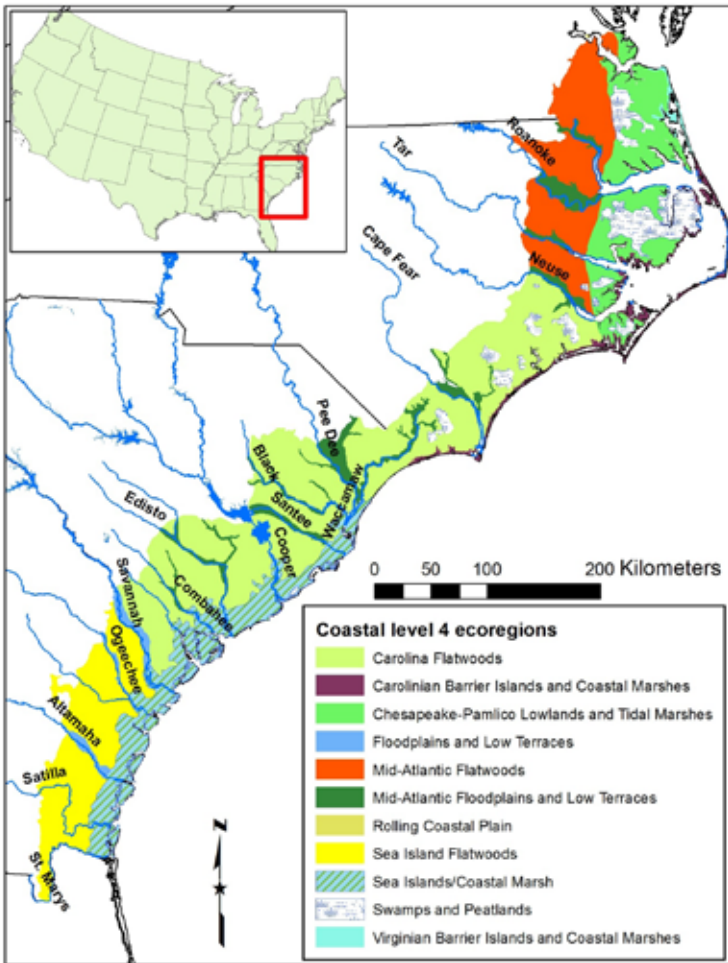 Roanoke
Tar
Cape Fear
Neuse
Pee Dee
Black
Santee
Waccamaw
Edisto
Cooper
Combahee
Savannah
Ogeechee
Altamaha
Satilla
St. Marys
N
0 50 100 200 Kilometers
Coastal level 4 ecoregions
Carolina Flatwoods
Carolinian Barrier Islands and Coastal Marshes
Chesapeake-Pamlico Lowlands and Tidal Marshes
Floodplains and Low Terraces
Mid-Atlantic Flatwoods
Mid-Atlantic Floodplains and Low Terraces
Rolling Coastal Plain
Sea Island Flatwoods
Sea Islands/Coastal Marsh
Swamps and Peatlands
Virginian Barrier Islands and Coastal Marshes